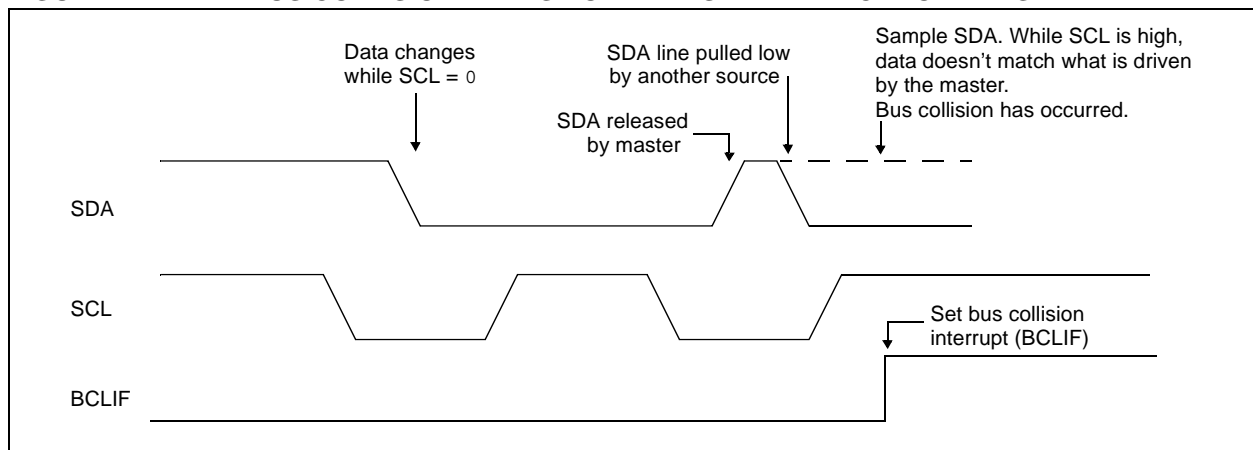 Data changes
while SCL = 0
SDA line pulled low
by another source
SDA released
by master
Sample SDA. While SCL is high,
data doesn't match what is driven
by the master.
Bus collision has occurred.
SDA
SCL
Set bus collision
interrupt (BCLIF)
BCLIF